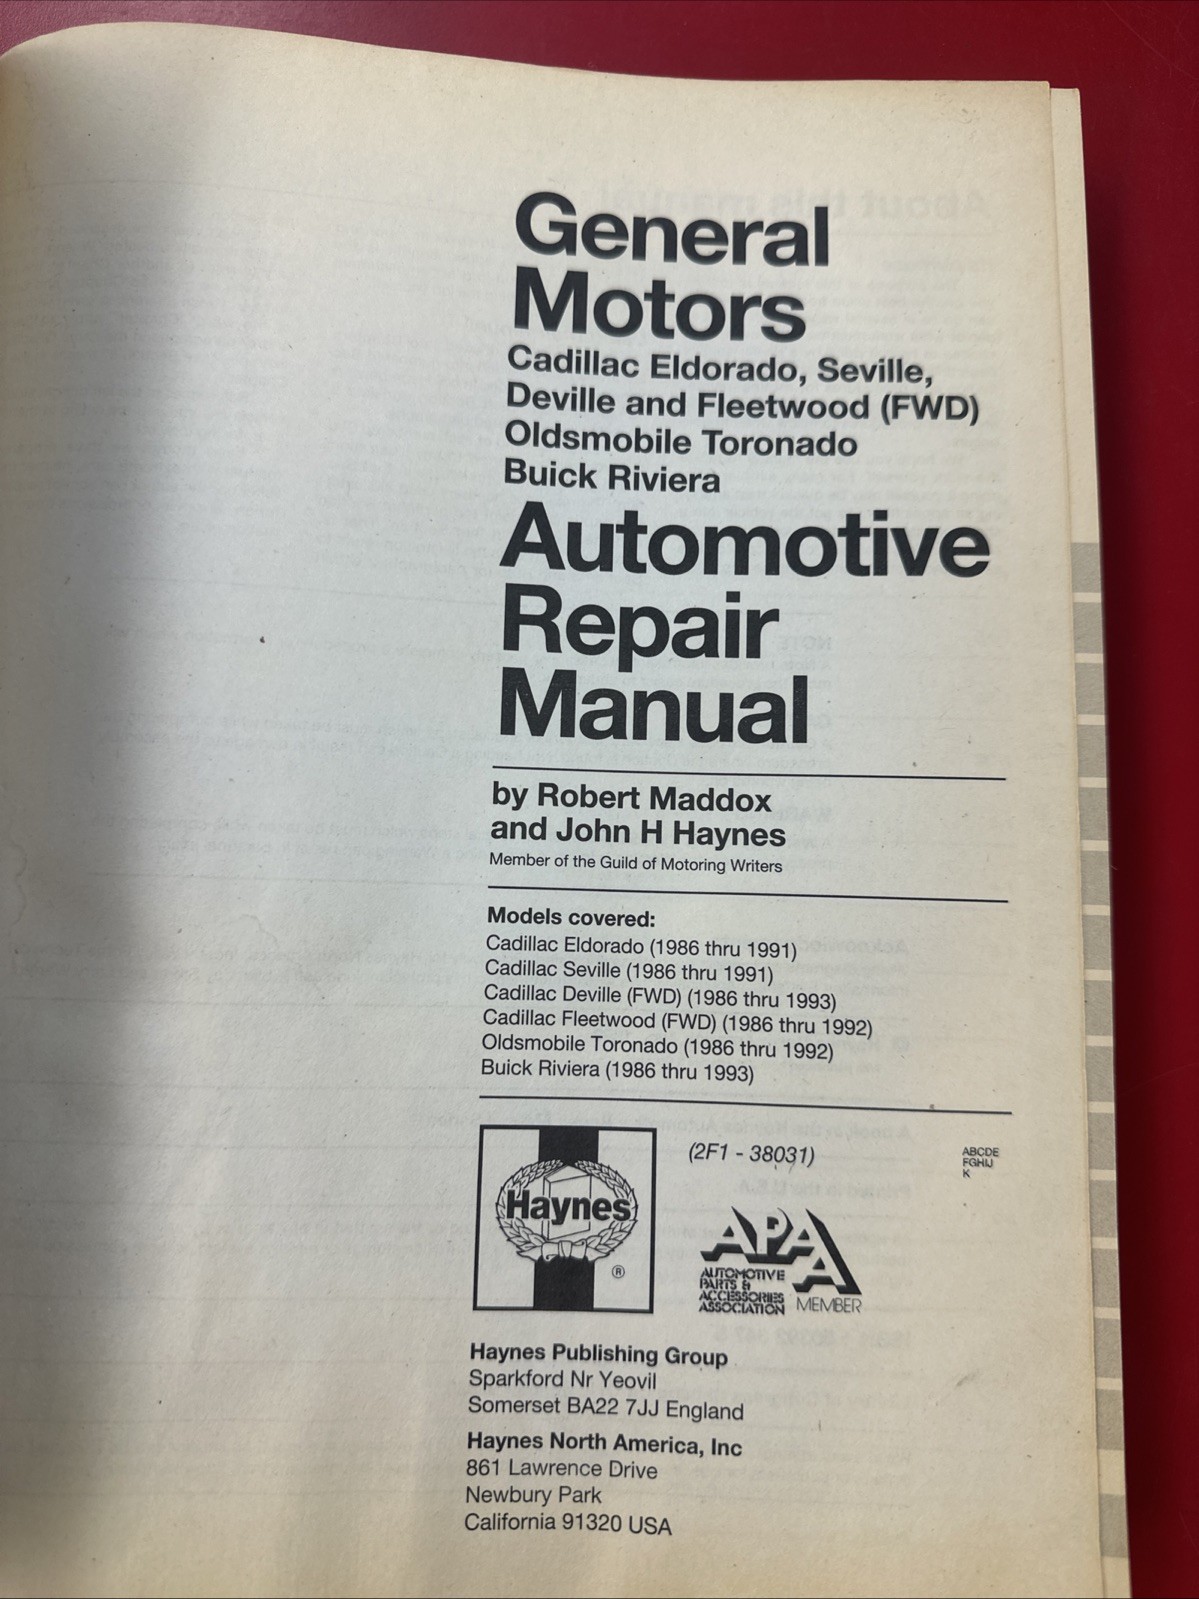 General
Motors
Cadillac Eldorado, Seville,
Deville and Fleetwood (FWD)
Oldsmobile Toronado
Buick Riviera
Automotive
Repair
Manual
by Robert Maddox
and John H Haynes
Member of the Guild of Motoring Writers
Models covered:
Cadillac Eldorado (1986 thru 1991)
Cadillac Seville (1986 thru 1991)
Cadillac Deville (FWD) (1986 thru 1993)
Cadillac Fleetwood (FWD) (1986 thru 1992)
Oldsmobile Toronado (1986 thru 1992)
Buick Riviera (1986 thru 1993)
(2F1 - 38031)
ABCDE
FGHIJ
K
Haynes
®
APAA
AUTOMOTIVE
PARTS &
ACCESSORIES
ASSOCIATION MEMBER
Haynes Publishing Group
Sparkford Nr Yeovil
Somerset BA22 7JJ England
Haynes North America, Inc
861 Lawrence Drive
Newbury Park
California 91320 USA